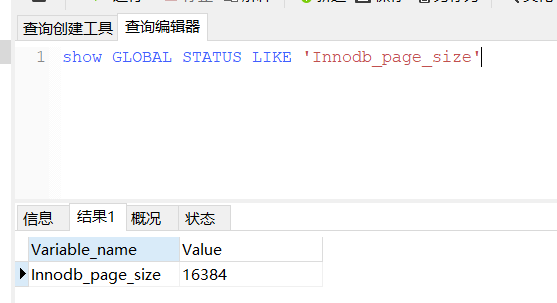 查询创建工具 查询编辑器
1 show GLOBAL STATUS LIKE 'Innodb_page_size'
信息 结果1 概况 状态
Variable_name Value
Innodb_page_size 16384